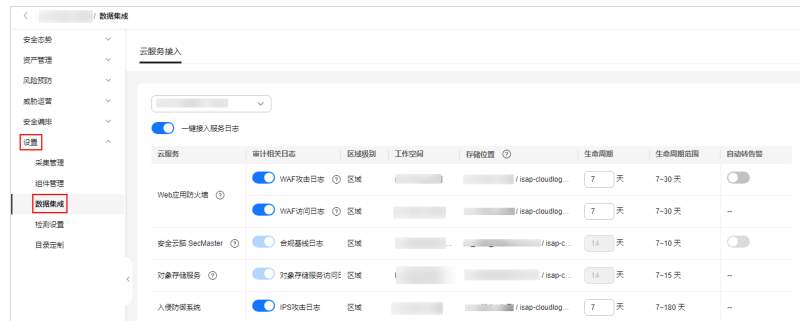 / 数据集成
安全态势
资产管理
风险预防
威胁运营
安全编排
设置
采集管理
组件管理
数据集成
检测设置
目录定制
云服务接入
一键接入服务日志
云服务 审计相关日志 区域级别 工作空间 存储位置 生命周期 生命周期范围 自动转告警
Web应用防火墙
WAF攻击日志 区域 / isap-cloudlog... 7 天 7~30 天
WAF访问日志 区域 / isap-cloudlog... 7 天 7~30 天 --
安全云脑 SecMaster 合规基线日志 区域 ... / isap-c... 14 天 7~10 天
对象存储服务 对象存储服务访问日 区域 / isap-c... 14 天 7~15 天 --
入侵防御系统 IPS攻击日志 区域 / isap-cloudlog... 7 天 7~180 天 --